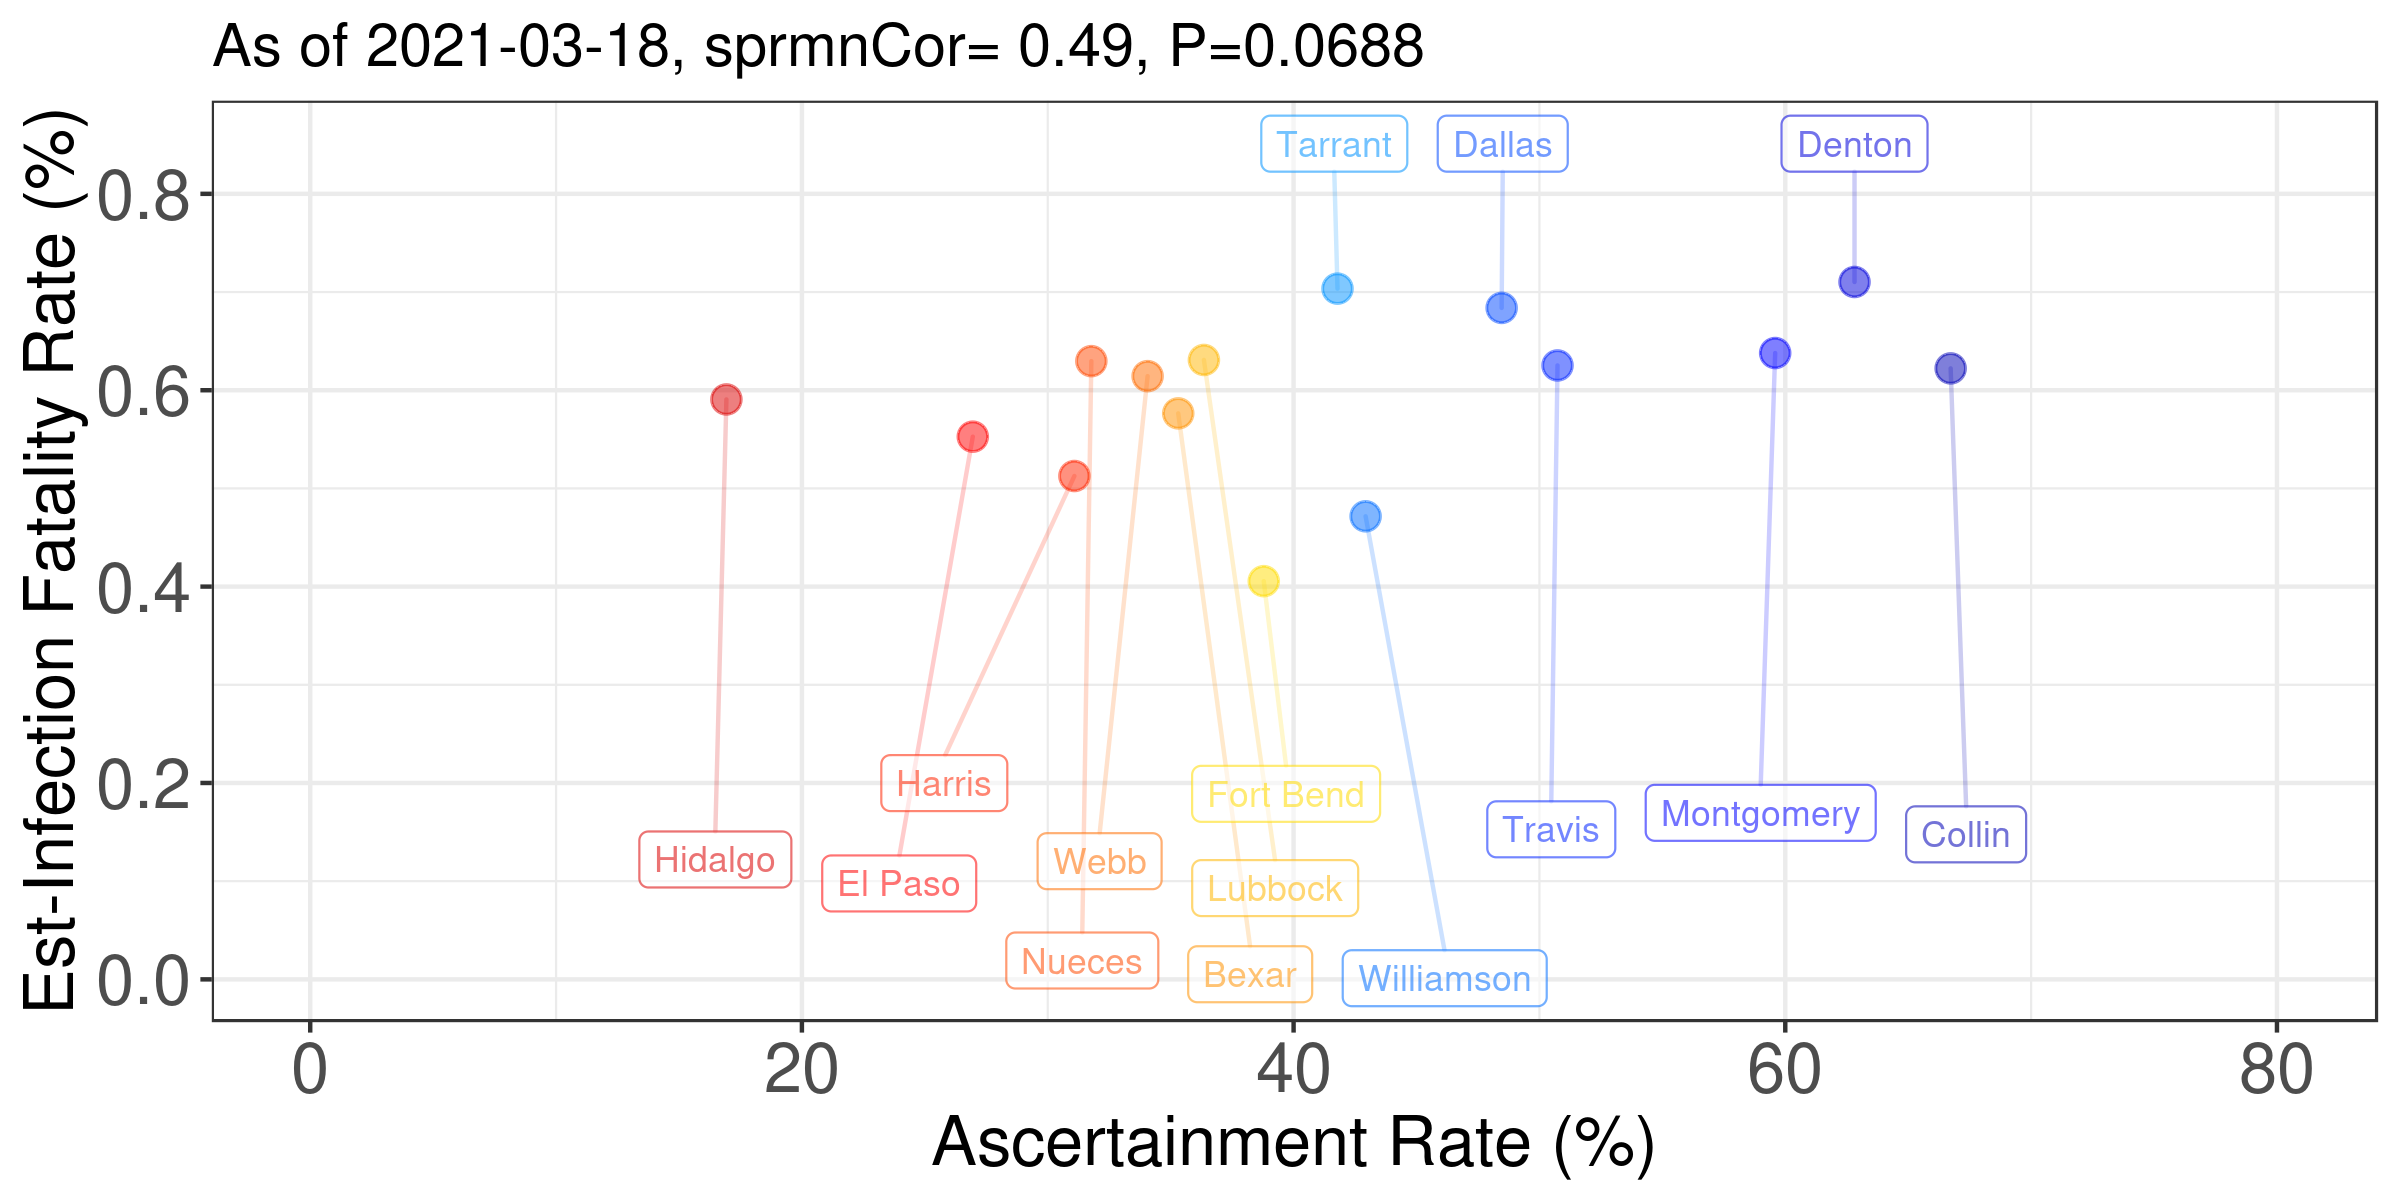 As of 2021-03-18, sprmnCor= 0.49, P=0.0688
Est-Infection Fatality Rate (%)
0.8
0.6
0.4
0.2
0.0
Tarrant
Dallas
Denton
Harris
Fort Bend
Montgomery
Travis
Collin
Hidalgo
Webb
El Paso
Lubbock
Nueces
Bexar
Williamson
0
20
40
60
80
Ascertainment Rate (%)